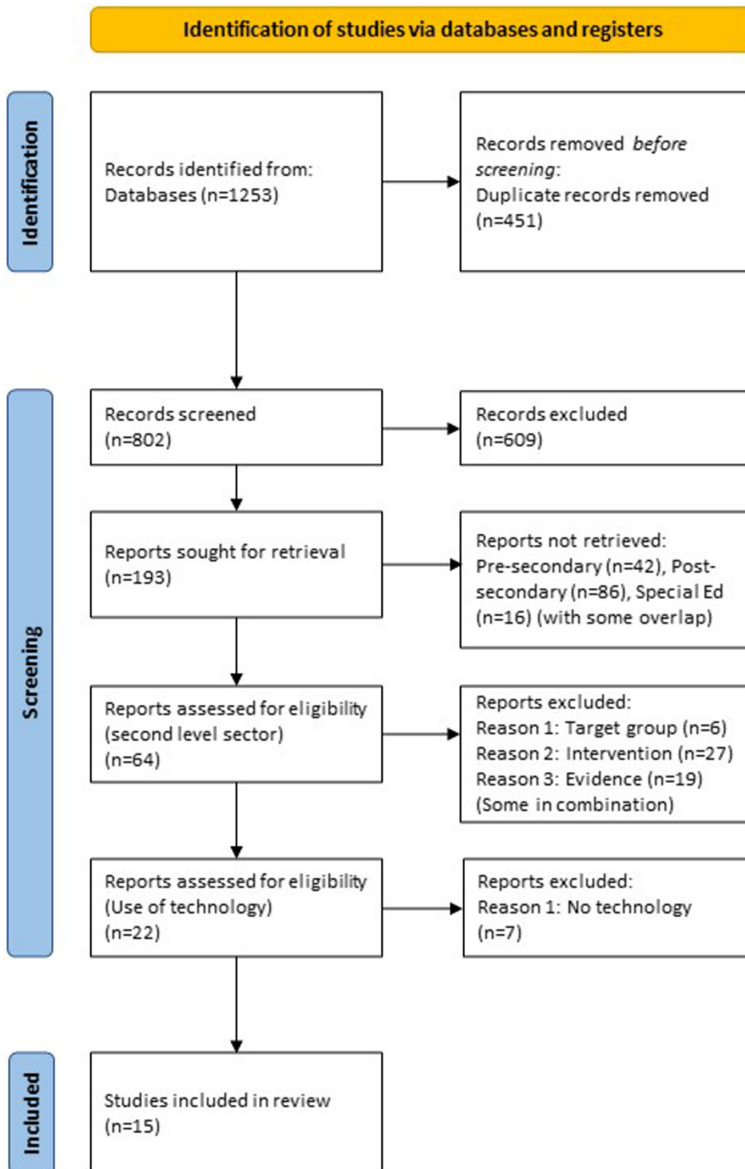 Identification of studies via databases and registers
Identification
Records identified from:
Databases (n=1253)
Records removed before
screening:
Duplicate records removed
(n=451)
Screening
Records screened
(n=802)
Records excluded
(n=609)
Reports sought for retrieval
(n=193)
Reports not retrieved:
Pre-secondary (n=42), Post-
secondary (n=86), Special Ed
(n=16) (with some overlap)
Reports assessed for eligibility
(second level sector)
(n=64)
Reports excluded:
Reason 1: Target group (n=6)
Reason 2: Intervention (n=27)
Reason 3: Evidence (n=19)
(Some in combination)
Reports assessed for eligibility
(Use of technology)
(n=22)
Reports excluded:
Reason 1: No technology
(n=7)
Included
Studies included in review
(n=15)